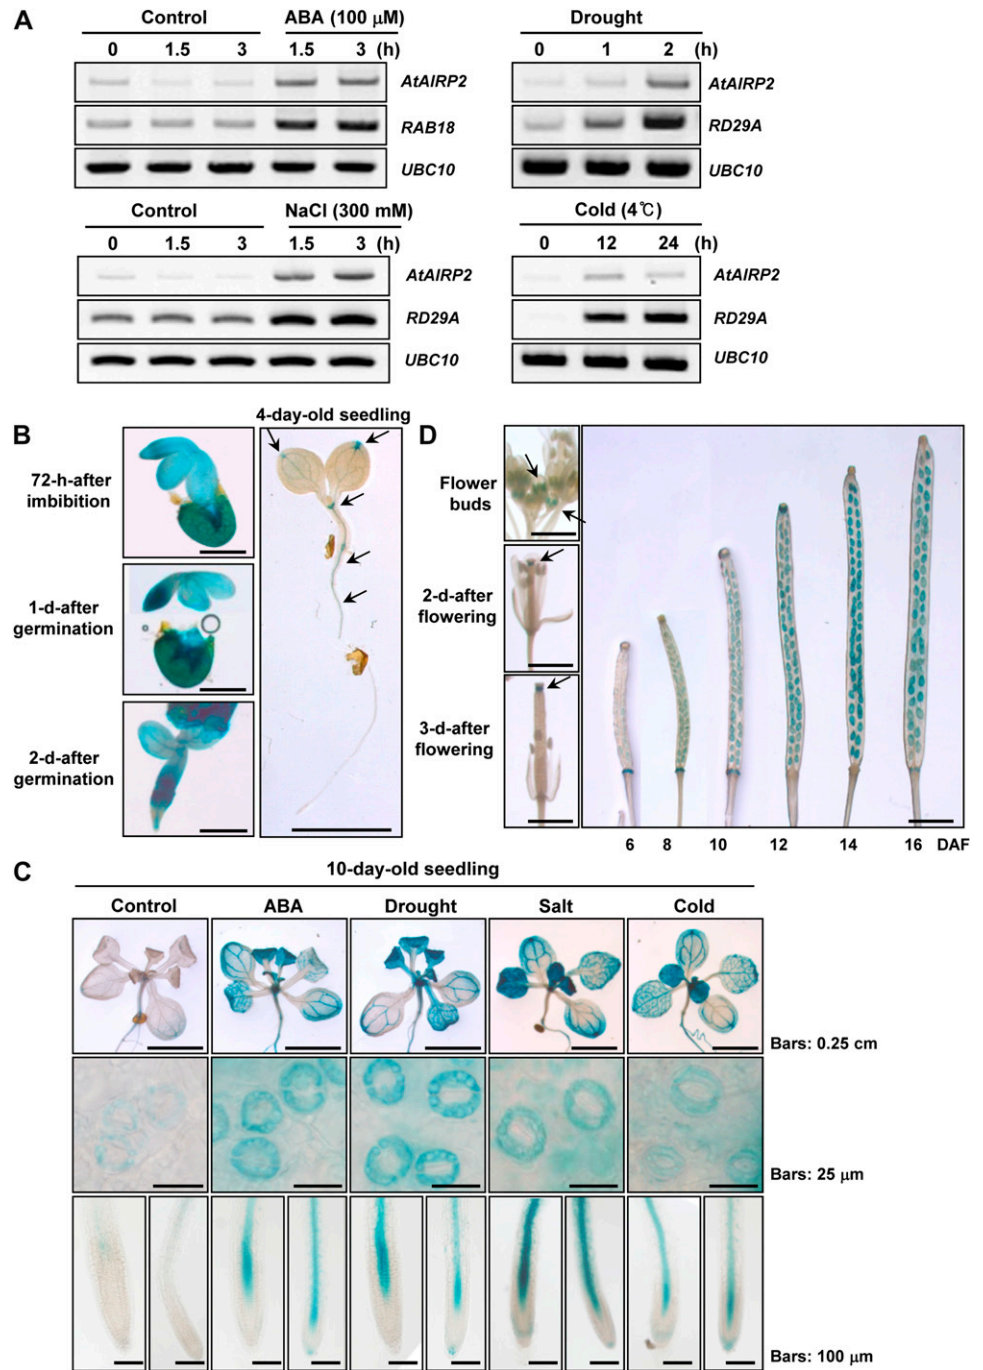 A
Control ABA (100 μM)
0 1.5 3 1.5 3 (h)
AtAIRP2
RAB18
UBC10
Drought
0 1 2 (h)
AtAIRP2
RD29A
UBC10
Control NaCl (300 mM)
0 1.5 3 1.5 3 (h)
AtAIRP2
RD29A
UBC10
Cold (4℃)
0 12 24 (h)
AtAIRP2
RD29A
UBC10
B
72-h-after
imbibition
1-d-after
germination
2-d-after
germination
4-day-old seedling
D
Flower
buds
2-d-after
flowering
3-d-after
flowering
6 8 10 12 14 16 DAF
C
10-day-old seedling
Control ABA Drought Salt Cold
Bars: 0.25 cm
Bars: 25 μm
Bars: 100 μm